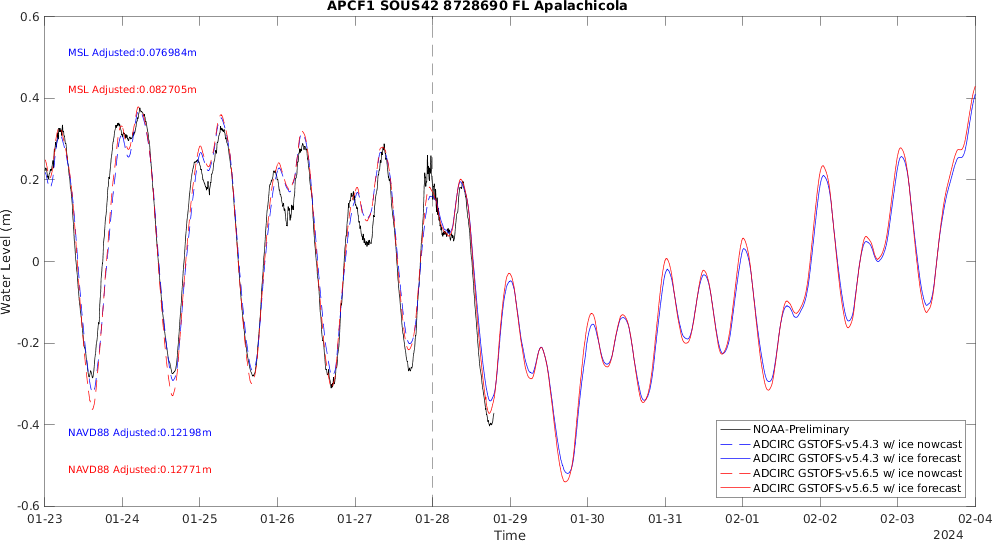 APCF1 SOUS42 8728690 FL Apalachicola
0.6
0.4
0.2
0
-0.2
-0.4
-0.6
Water Level (m)
MSL Adjusted:0.076984m
MSL Adjusted:0.082705m
NAVD88 Adjusted:0.12198m
NAVD88 Adjusted:0.12771m
NOAA-Preliminary
ADCIRC GSTOFS-v5.4.3 w/ ice nowcast
ADCIRC GSTOFS-v5.4.3 w/ ice forecast
ADCIRC GSTOFS-v5.6.5 w/ ice nowcast
ADCIRC GSTOFS-v5.6.5 w/ ice forecast
01-23 01-24 01-25 01-26 01-27 01-28 01-29 01-30 01-31 02-01 02-02 02-03 02-04
Time
2024